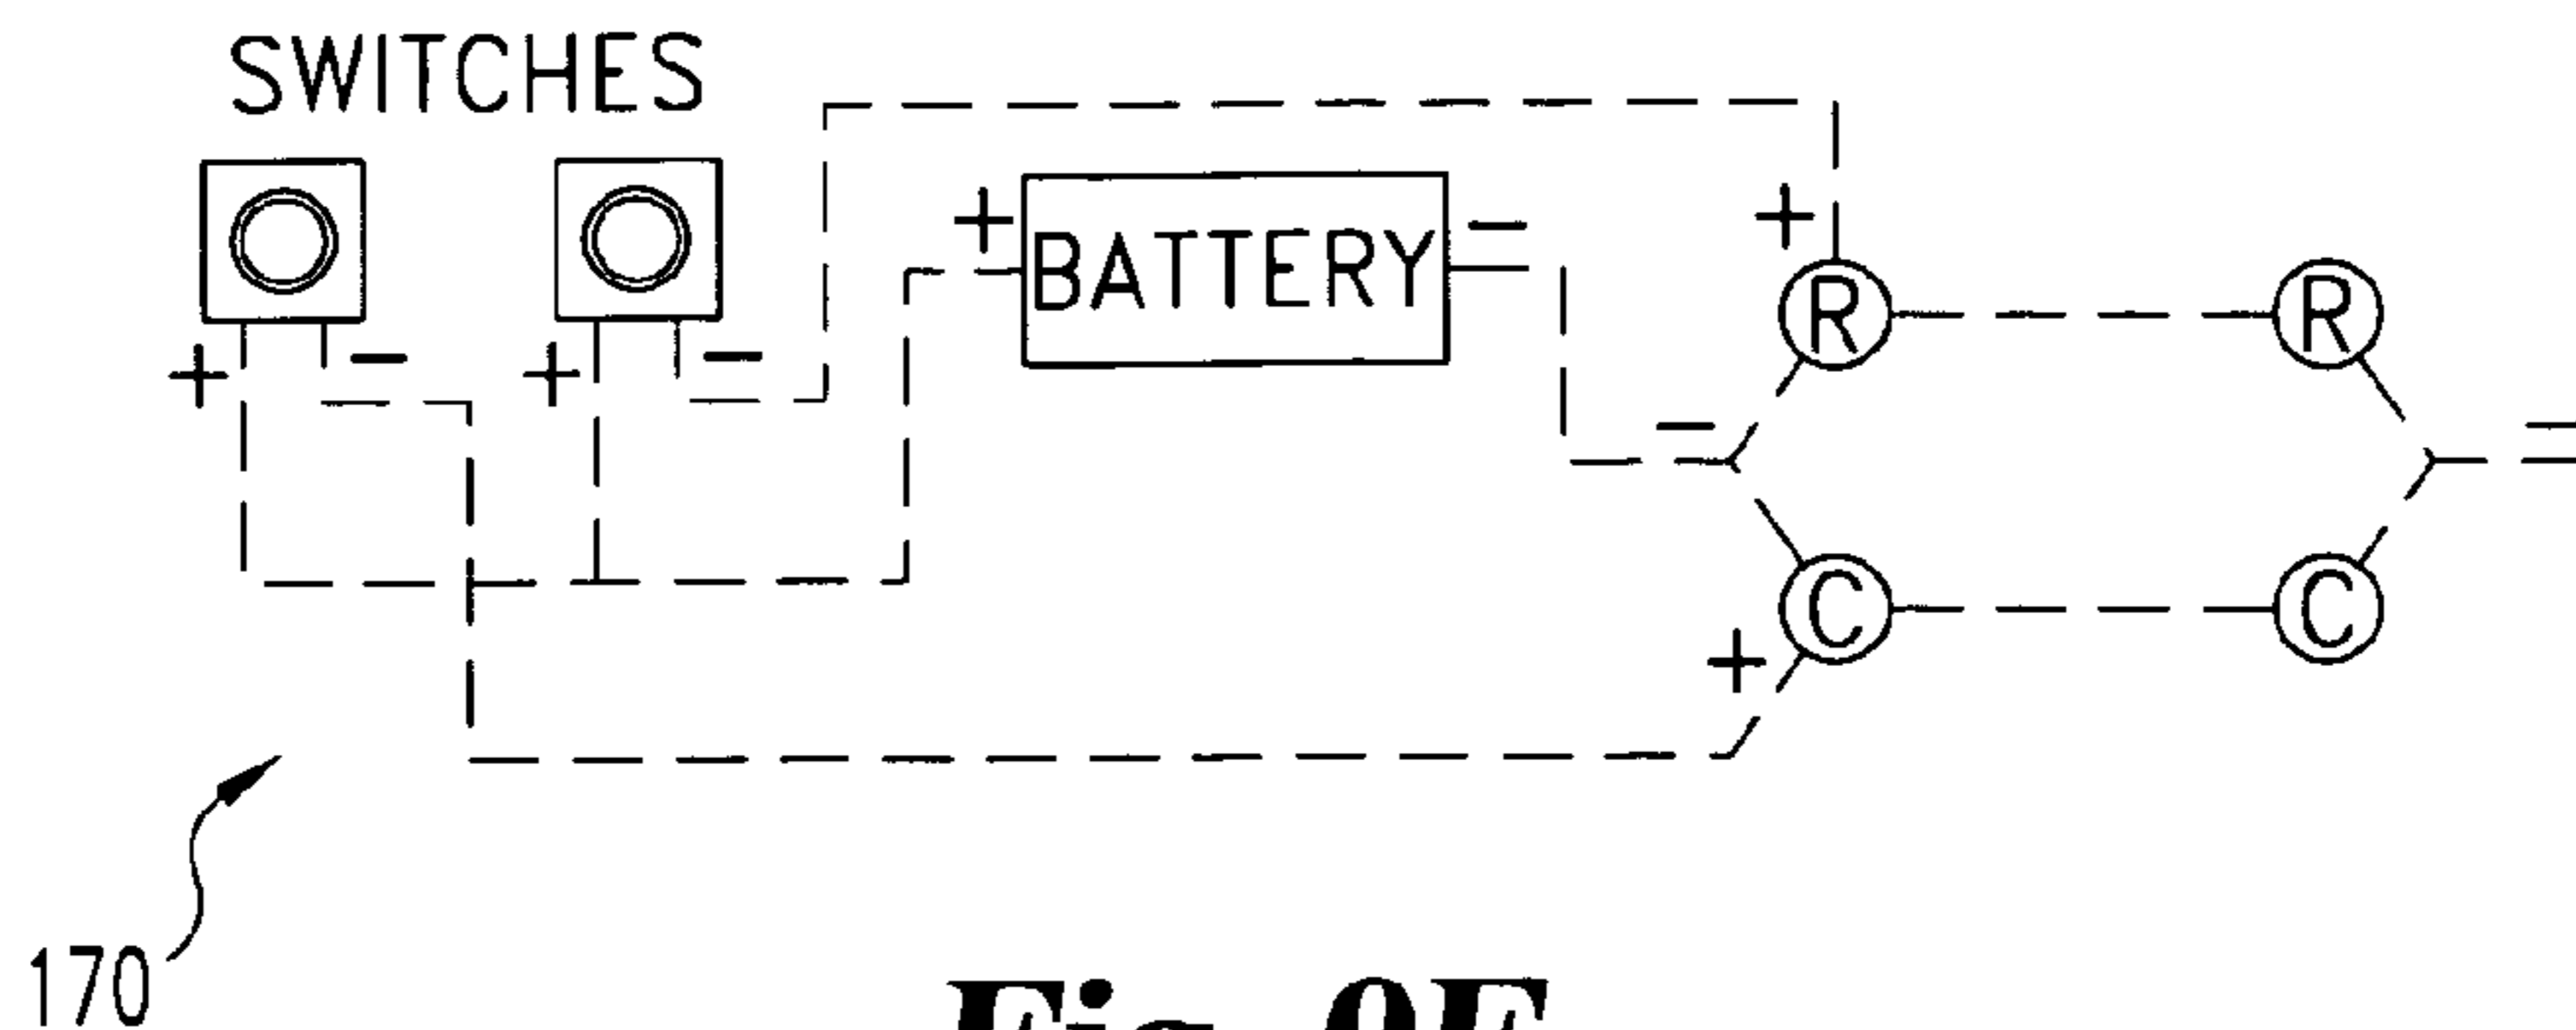 SWITCHES
+ -
+ -
+ BATTERY -
+
R R
- -
C C
+
170